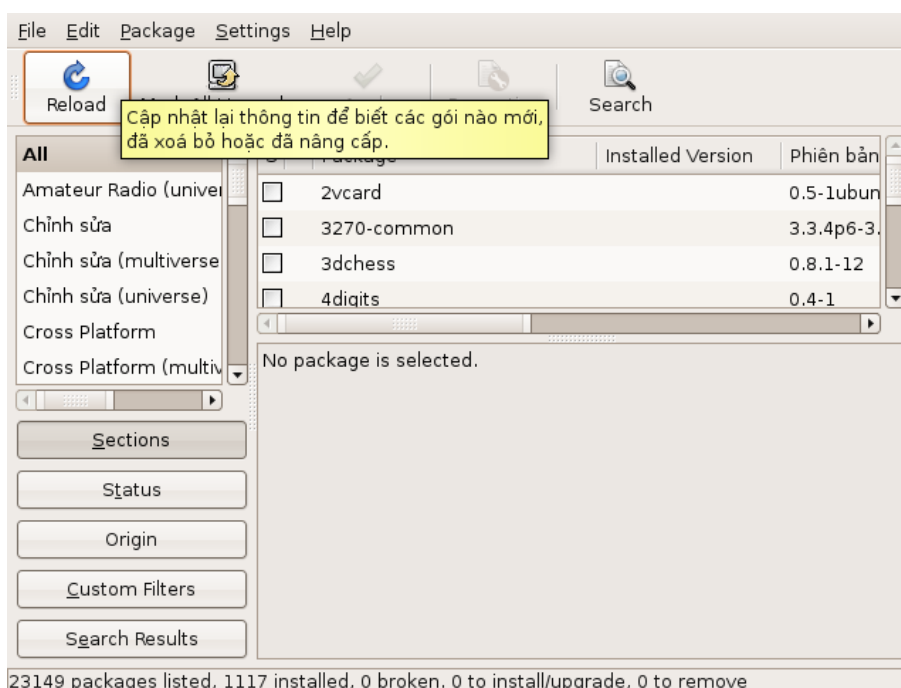 File Edit Package Settings Help
Reload
Search
Cập nhật lại thông tin để biết các gói nào mới,
đã xoá bỏ hoặc đã nâng cấp.
All
Amateur Radio (univer
Chỉnh sửa
Chỉnh sửa (multiverse
Chỉnh sửa (universe)
Cross Platform
Cross Platform (multiv
Sections
Status
Origin
Custom Filters
Search Results
Package Installed Version Phiên bản
2vcard 0.5-1ubun
3270-common 3.3.4p6-3.
3dchess 0.8.1-12
4digits 0.4-1
No package is selected.
23149 packages listed, 1117 installed, 0 broken. 0 to install/upgrade, 0 to remove